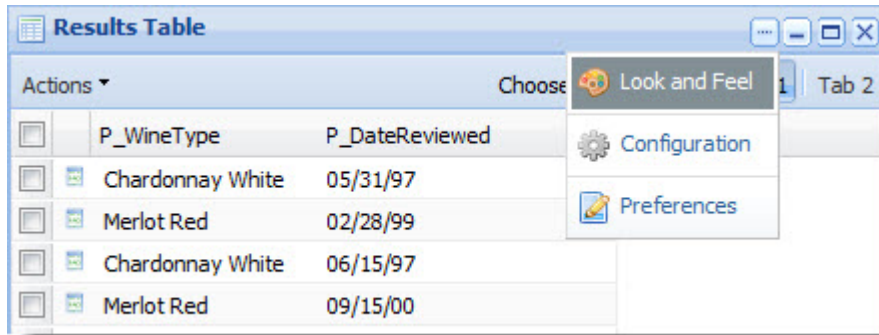 Results Table
Actions Choose 1 Tab 2
Look and Feel
Configuration
Preferences
P_WineType P_DateReviewed
Chardonnay White 05/31/97
Merlot Red 02/28/99
Chardonnay White 06/15/97
Merlot Red 09/15/00